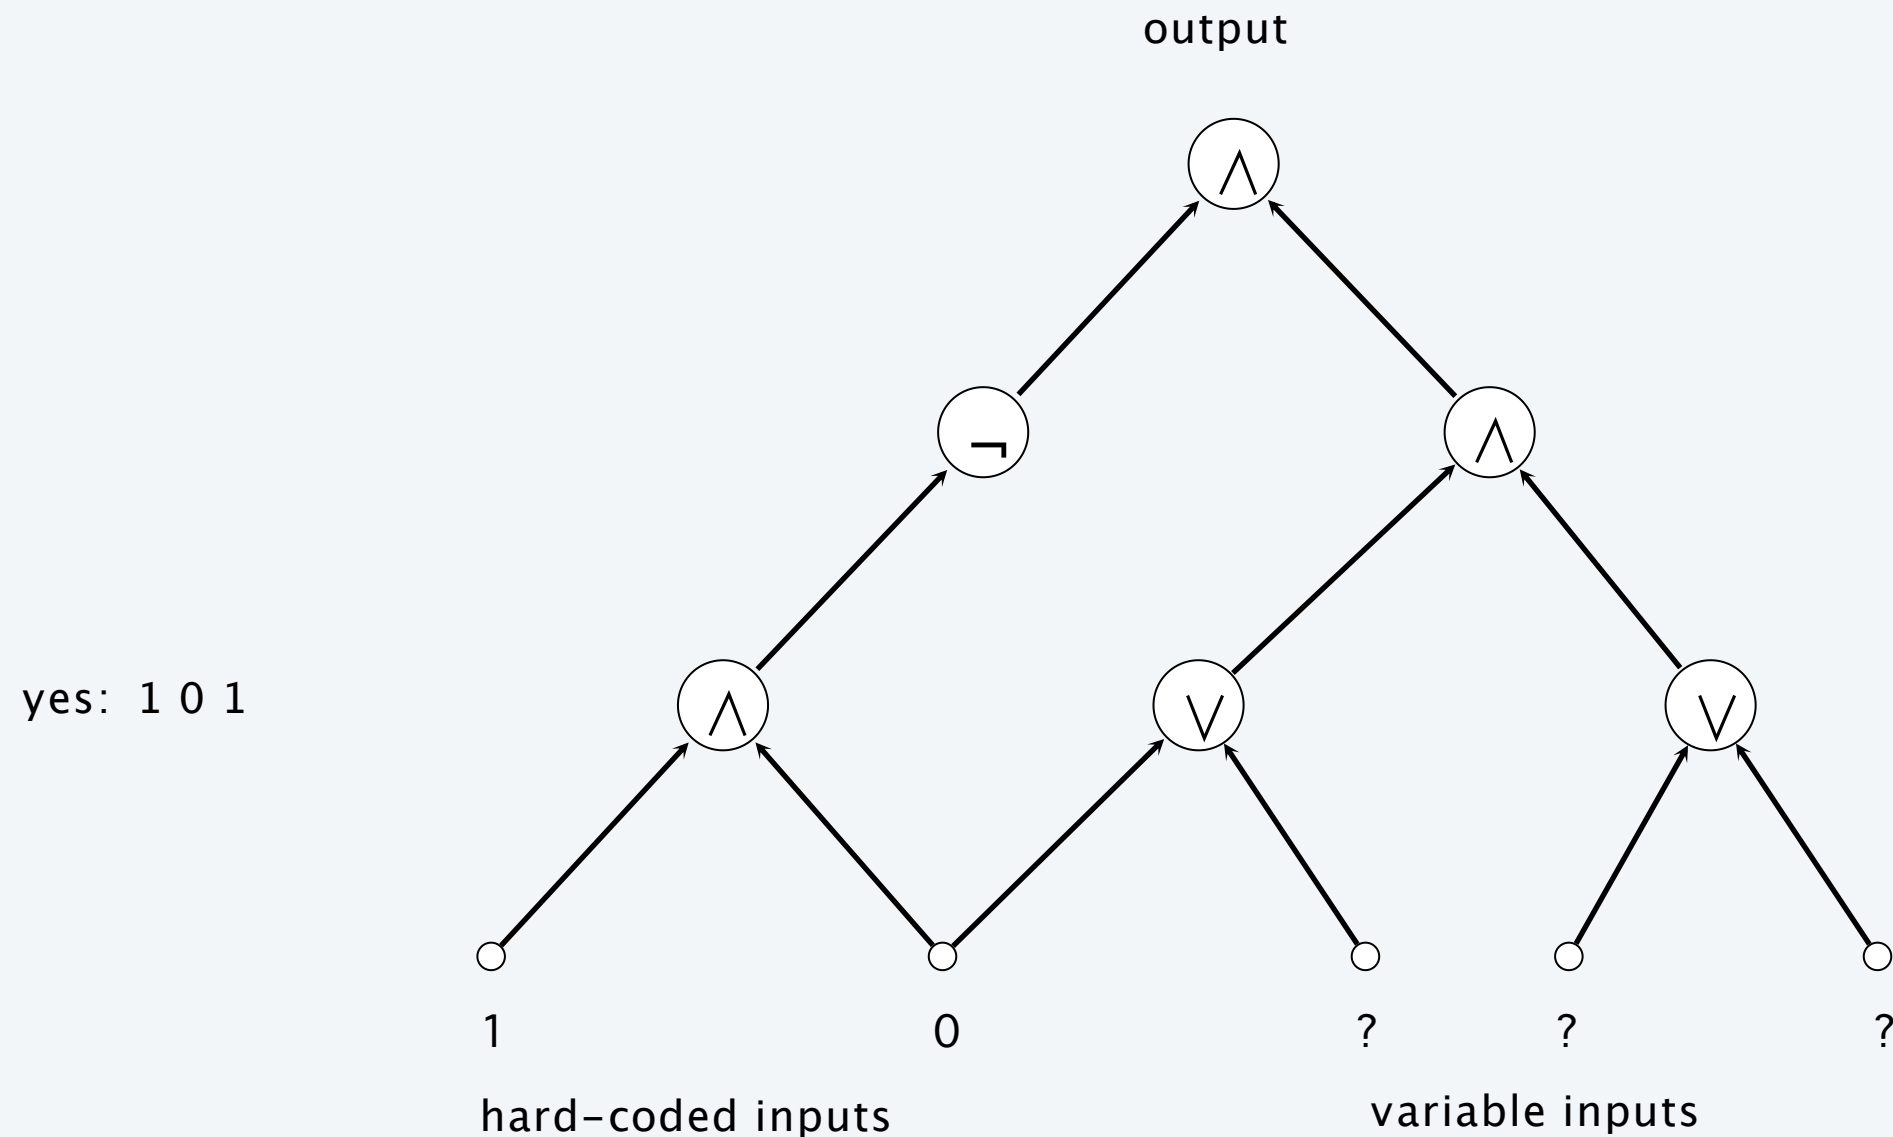 output
∧
¬ ∧
yes: 1 0 1
∧ ∨ ∨
1 0 ? ? ?
hard-coded inputs
variable inputs